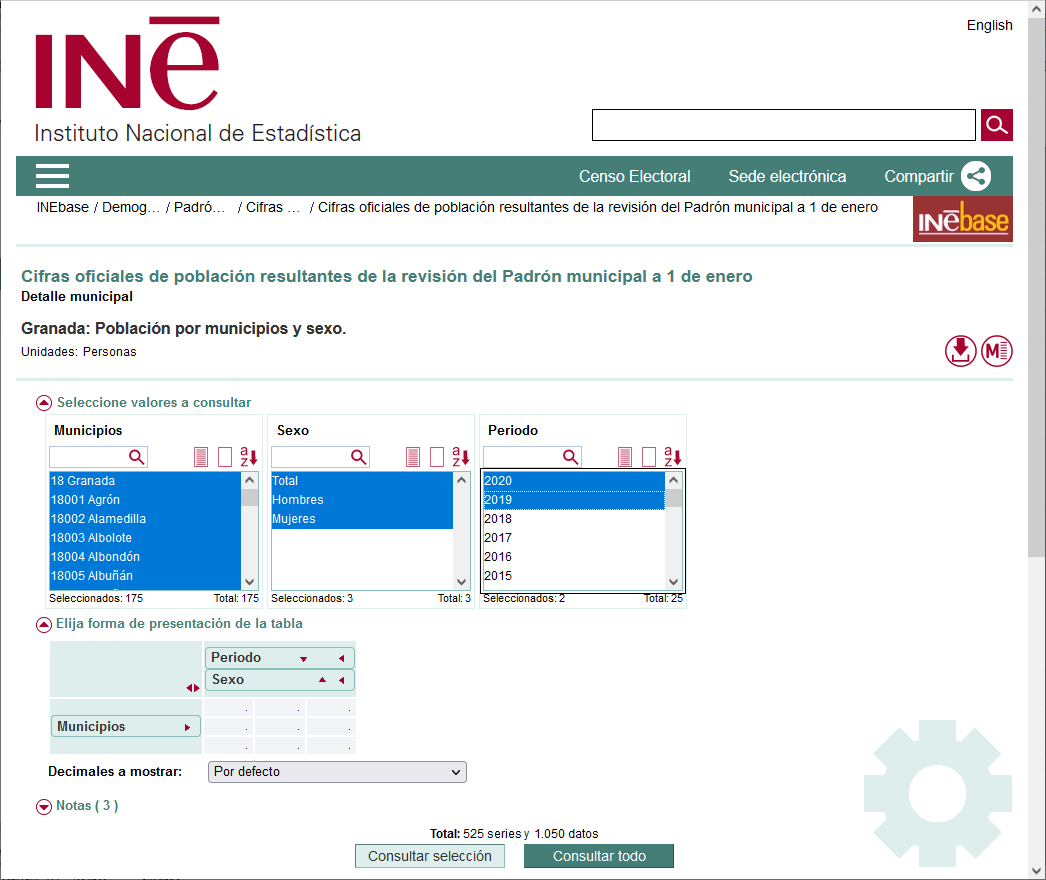 INē
English
Instituto Nacional de Estadística
Censo Electoral Sede electrónica Compartir
INEbase / Demog... / Padró... / Cifras ... / Cifras oficiales de población resultantes de la revisión del Padrón municipal a 1 de enero
INēbase
Cifras oficiales de población resultantes de la revisión del Padrón municipal a 1 de enero
Detalle municipal
Granada: Población por municipios y sexo.
Unidades: Personas
M
Seleccione valores a consultar
Municipios
a
z
18 Granada
18001 Agrón
18002 Alamedilla
18003 Albolote
18004 Albondón
18005 Albuñán
Seleccionados: 175 Total: 175
Sexo
a
z
Total
Hombres
Mujeres
Seleccionados: 3 Total: 3
Periodo
a
z
2020
2019
2018
2017
2016
2015
Seleccionados: 2 Total: 25
Elija forma de presentación de la tabla
Periodo
Sexo
Municipios
Decimales a mostrar: Por defecto
Notas ( 3 )
Total: 525 series y 1.050 datos
Consultar selección Consultar todo